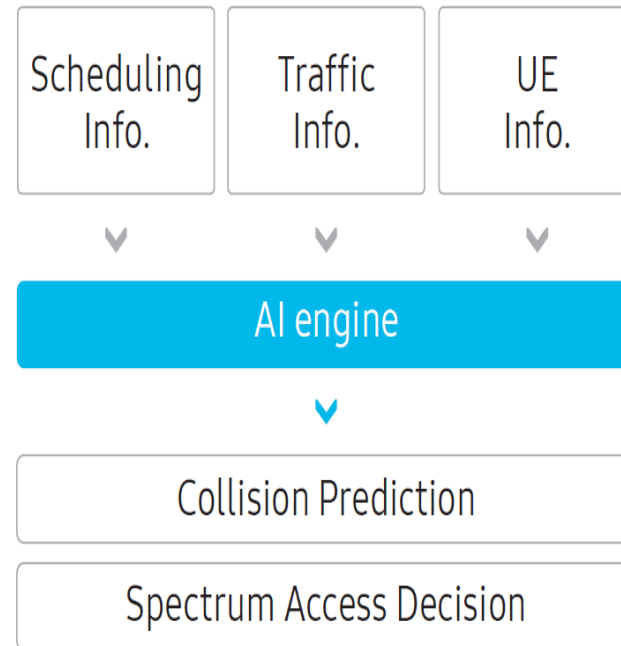 Scheduling
Info.
Traffic
Info.
UE
Info.
AI engine
Collision Prediction
Spectrum Access Decision